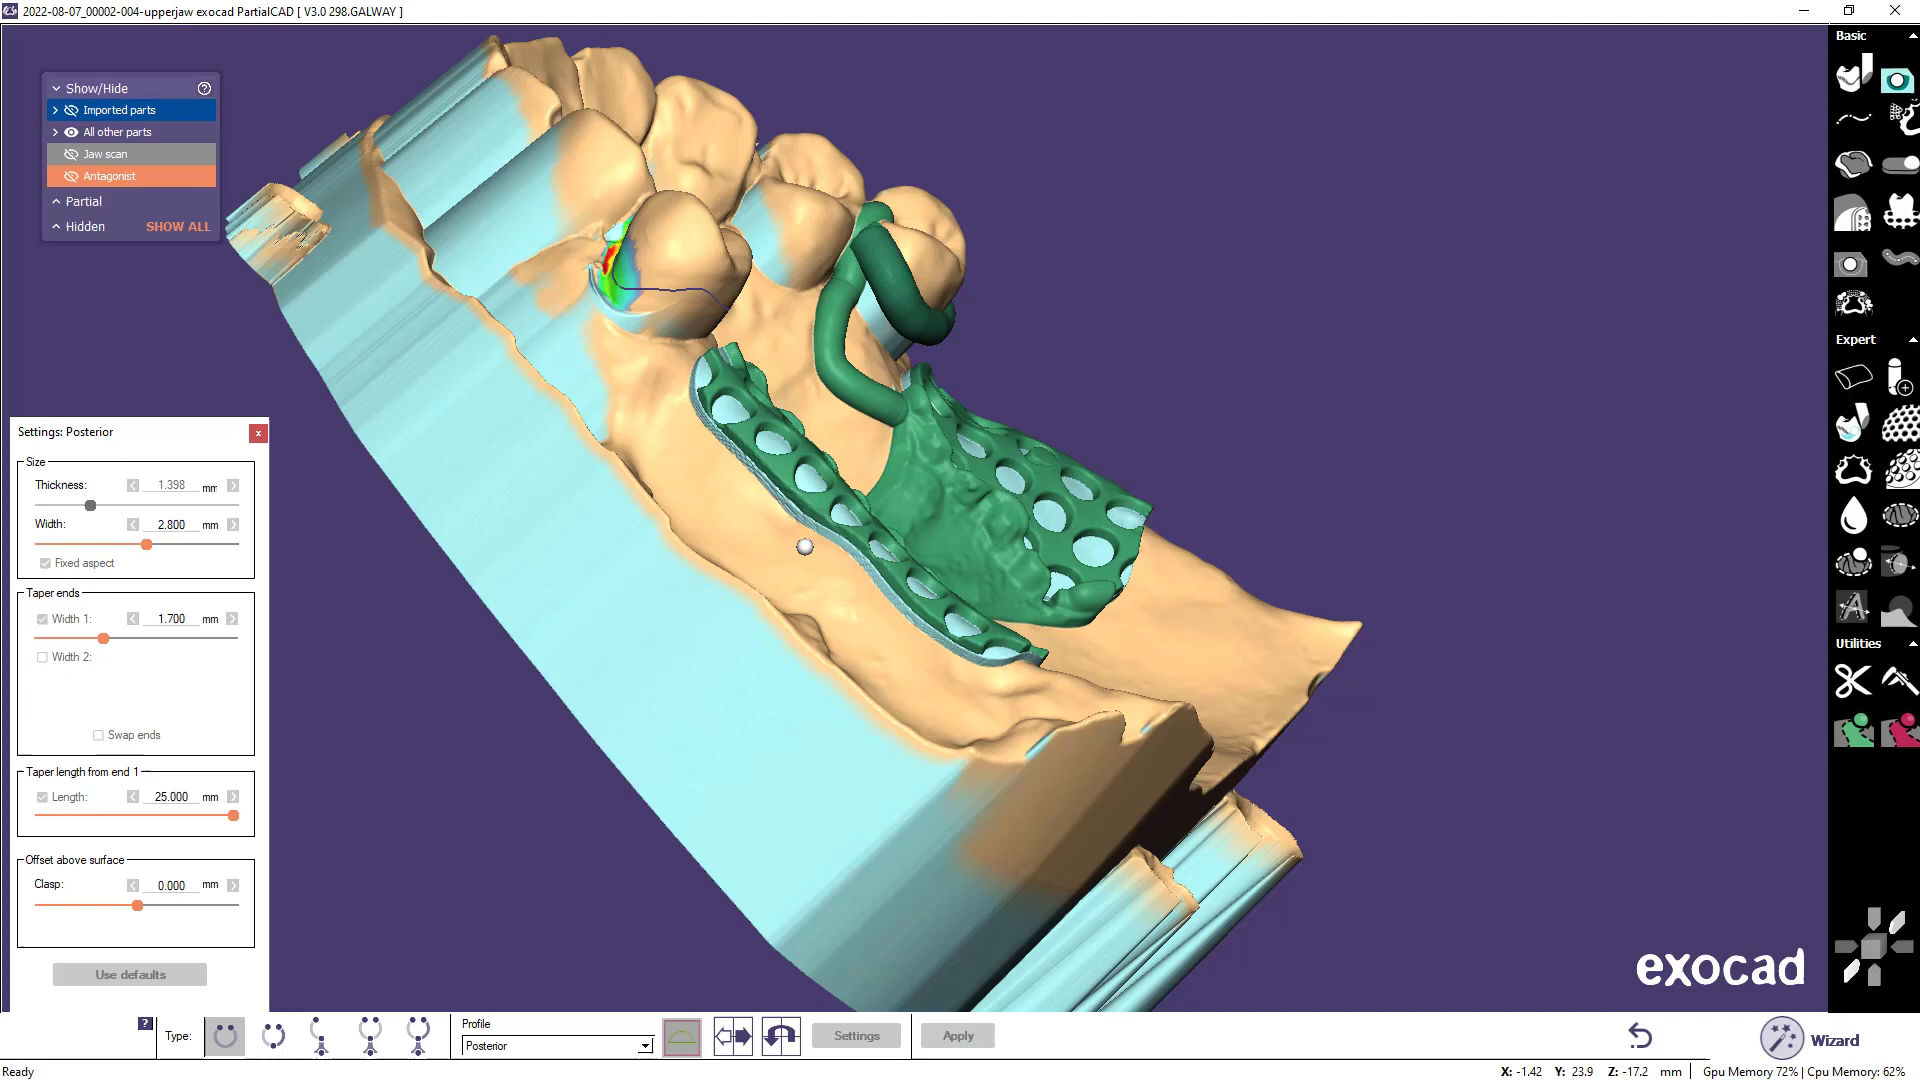 2022-08-07_00002-004-upperjaw exocad PartialCAD [ V3.0 298.GALWAY ]
Show/Hide
Imported parts
All other parts
Jaw scan
Antagonist
Partial
Hidden SHOW ALL
Settings: Posterior
Size
Thickness: 1.398 mm
Width: 2.800 mm
Fixed aspect
Taper ends
Width 1: 1.700 mm
Width 2:
Swap ends
Taper length from end 1
Length: 25.000 mm
Offset above surface
Clasp: 0.000 mm
Use defaults
Type:
Profile
Posterior
Settings
Apply
Wizard
Ready
X: -1.42 Y: 23.9 Z: -17.2 mm
Gpu Memory 72% | Cpu Memory: 62%
Basic
Expert
Utilities
exocad